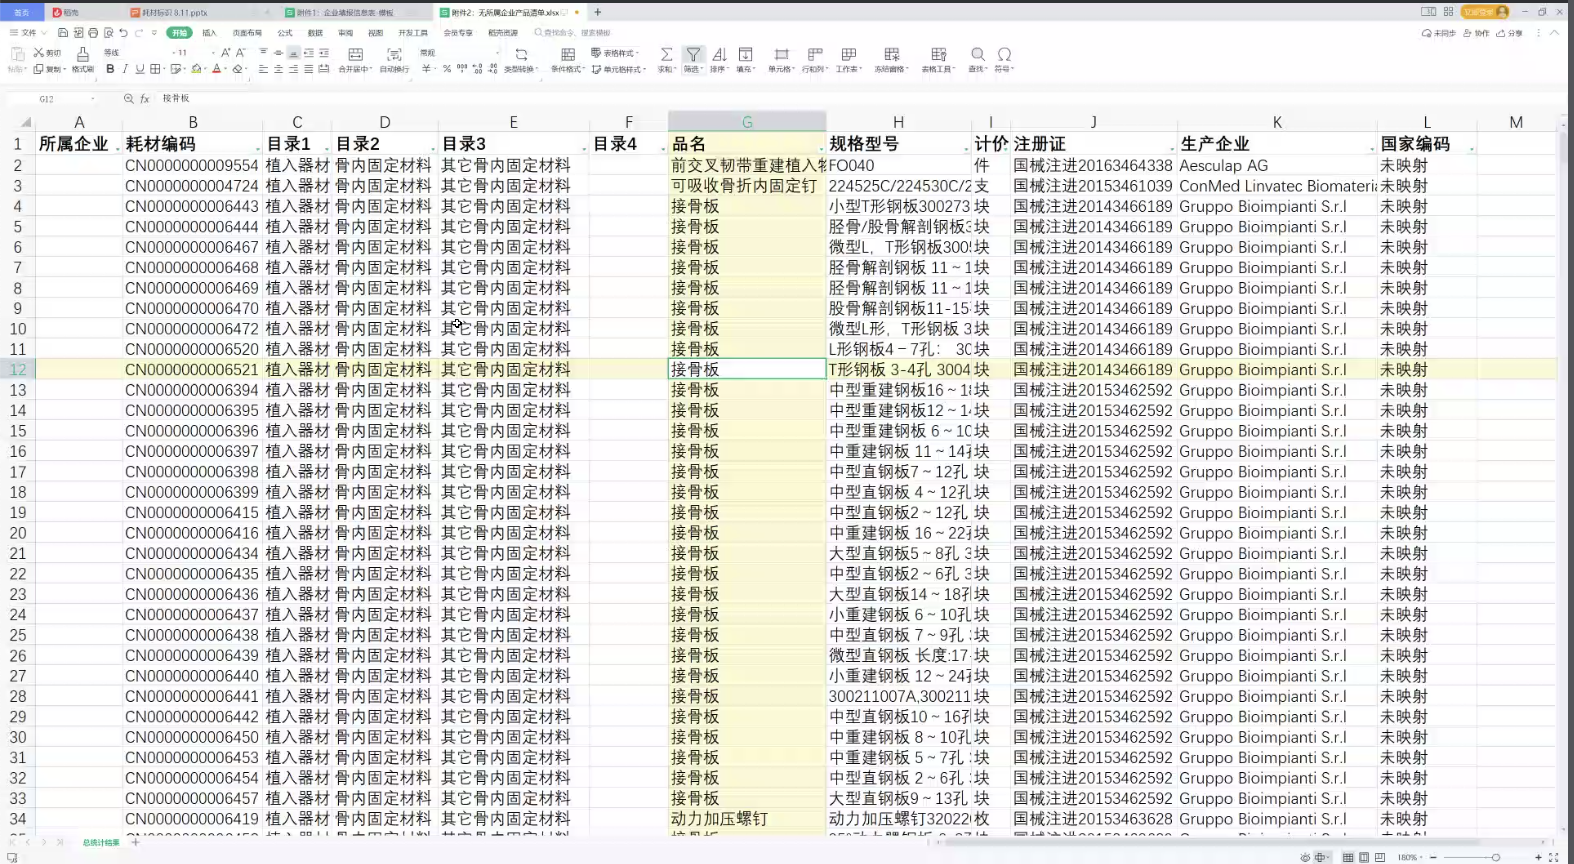 首页 稻壳 耗材标识 8.11.pptx 附件1：企业填报信息表-模板 附件2：无所属企业产品清单.xlsx
文件 开始 插入 页面布局 公式 数据 审阅 视图 开发工具 会员专享 稻壳资源 查找命令、搜索模板 未同步 协作 分享
剪切 等线 11 常规 表格样式
粘贴 复制 格式刷 合并居中 自动换行 类型转换 条件格式 单元格样式 求和 筛选 排序 填充 单元格 行和列 工作表 冻结窗格 表格工具 查找 符号
G12 fx 接骨板
A B C D E F G H I J K L M
1 所属企业 耗材编码 目录1 目录2 目录3 目录4 品名 规格型号 计价 注册证 生产企业 国家编码
2 CN0000000009554 植入器材 骨内固定材料 其它骨内固定材料 前交叉韧带重建植入物 FO040 件 国械注进20163464338 Aesculap AG 未映射
3 CN0000000004724 植入器材 骨内固定材料 其它骨内固定材料 可吸收骨折内固定钉 224525C/224530C/2 支 国械注进20153461039 ConMed Linvatec Biomateria 未映射
4 CN0000000006443 植入器材 骨内固定材料 其它骨内固定材料 接骨板 小型T形钢板300273 块 国械注进20143466189 Gruppo Bioimpianti S.r.l 未映射
5 CN0000000006444 植入器材 骨内固定材料 其它骨内固定材料 接骨板 胫骨/股骨解剖钢板3 块 国械注进20143466189 Gruppo Bioimpianti S.r.l 未映射
6 CN0000000006467 植入器材 骨内固定材料 其它骨内固定材料 接骨板 微型L，T形钢板300 块 国械注进20143466189 Gruppo Bioimpianti S.r.l 未映射
7 CN0000000006468 植入器材 骨内固定材料 其它骨内固定材料 接骨板 胫骨解剖钢板 11～1 块 国械注进20143466189 Gruppo Bioimpianti S.r.l 未映射
8 CN0000000006469 植入器材 骨内固定材料 其它骨内固定材料 接骨板 胫骨解剖钢板 11～1 块 国械注进20143466189 Gruppo Bioimpianti S.r.l 未映射
9 CN0000000006470 植入器材 骨内固定材料 其它骨内固定材料 接骨板 股骨解剖钢板11-15 块 国械注进20143466189 Gruppo Bioimpianti S.r.l 未映射
10 CN0000000006472 植入器材 骨内固定材料 其它骨内固定材料 接骨板 微型L形，T形钢板 3 块 国械注进20143466189 Gruppo Bioimpianti S.r.l 未映射
11 CN0000000006520 植入器材 骨内固定材料 其它骨内固定材料 接骨板 L形钢板4－7孔： 30 块 国械注进20143466189 Gruppo Bioimpianti S.r.l 未映射
12 CN0000000006521 植入器材 骨内固定材料 其它骨内固定材料 接骨板 T形钢板 3-4孔 3004 块 国械注进20143466189 Gruppo Bioimpianti S.r.l 未映射
13 CN0000000006394 植入器材 骨内固定材料 其它骨内固定材料 接骨板 中型重建钢板16～18 块 国械注进20153462592 Gruppo Bioimpianti S.r.l 未映射
14 CN0000000006395 植入器材 骨内固定材料 其它骨内固定材料 接骨板 中型重建钢板12～1 块 国械注进20153462592 Gruppo Bioimpianti S.r.l 未映射
15 CN0000000006396 植入器材 骨内固定材料 其它骨内固定材料 接骨板 中型重建钢板 6～10 块 国械注进20153462592 Gruppo Bioimpianti S.r.l 未映射
16 CN0000000006397 植入器材 骨内固定材料 其它骨内固定材料 接骨板 中重建钢板 11～14孔 块 国械注进20153462592 Gruppo Bioimpianti S.r.l 未映射
17 CN0000000006398 植入器材 骨内固定材料 其它骨内固定材料 接骨板 中型直钢板7～12孔 块 国械注进20153462592 Gruppo Bioimpianti S.r.l 未映射
18 CN0000000006399 植入器材 骨内固定材料 其它骨内固定材料 接骨板 中型直钢板 4～12孔 块 国械注进20153462592 Gruppo Bioimpianti S.r.l 未映射
19 CN0000000006415 植入器材 骨内固定材料 其它骨内固定材料 接骨板 中型直钢板2～12孔 块 国械注进20153462592 Gruppo Bioimpianti S.r.l 未映射
20 CN0000000006416 植入器材 骨内固定材料 其它骨内固定材料 接骨板 中重建钢板 16～22孔 块 国械注进20153462592 Gruppo Bioimpianti S.r.l 未映射
21 CN0000000006434 植入器材 骨内固定材料 其它骨内固定材料 接骨板 大型直钢板5～8孔 3 块 国械注进20153462592 Gruppo Bioimpianti S.r.l 未映射
22 CN0000000006435 植入器材 骨内固定材料 其它骨内固定材料 接骨板 中型直钢板2～6孔 3 块 国械注进20153462592 Gruppo Bioimpianti S.r.l 未映射
23 CN0000000006436 植入器材 骨内固定材料 其它骨内固定材料 接骨板 大型直钢板14～18孔 块 国械注进20153462592 Gruppo Bioimpianti S.r.l 未映射
24 CN0000000006437 植入器材 骨内固定材料 其它骨内固定材料 接骨板 小重建钢板 6～10孔 块 国械注进20153462592 Gruppo Bioimpianti S.r.l 未映射
25 CN0000000006438 植入器材 骨内固定材料 其它骨内固定材料 接骨板 中型直钢板 7～9孔 块 国械注进20153462592 Gruppo Bioimpianti S.r.l 未映射
26 CN0000000006439 植入器材 骨内固定材料 其它骨内固定材料 接骨板 微型直钢板 长度:17 块 国械注进20153462592 Gruppo Bioimpianti S.r.l 未映射
27 CN0000000006440 植入器材 骨内固定材料 其它骨内固定材料 接骨板 小重建钢板 12～24孔 块 国械注进20153462592 Gruppo Bioimpianti S.r.l 未映射
28 CN0000000006441 植入器材 骨内固定材料 其它骨内固定材料 接骨板 300211007A,300211 块 国械注进20153462592 Gruppo Bioimpianti S.r.l 未映射
29 CN0000000006442 植入器材 骨内固定材料 其它骨内固定材料 接骨板 中型直钢板10～16孔 块 国械注进20153462592 Gruppo Bioimpianti S.r.l 未映射
30 CN0000000006450 植入器材 骨内固定材料 其它骨内固定材料 接骨板 中重建钢板 8～10孔 块 国械注进20153462592 Gruppo Bioimpianti S.r.l 未映射
31 CN0000000006453 植入器材 骨内固定材料 其它骨内固定材料 接骨板 中重建钢板 5～7孔 块 国械注进20153462592 Gruppo Bioimpianti S.r.l 未映射
32 CN0000000006454 植入器材 骨内固定材料 其它骨内固定材料 接骨板 中型直钢板 2～6孔 块 国械注进20153462592 Gruppo Bioimpianti S.r.l 未映射
33 CN0000000006457 植入器材 骨内固定材料 其它骨内固定材料 接骨板 大型直钢板9～13孔 块 国械注进20153462592 Gruppo Bioimpianti S.r.l 未映射
34 CN0000000006419 植入器材 骨内固定材料 其它骨内固定材料 动力加压螺钉 动力加压螺钉32022 枚 国械注进20153463628 Gruppo Bioimpianti S.r.l 未映射
总统计结果
180%